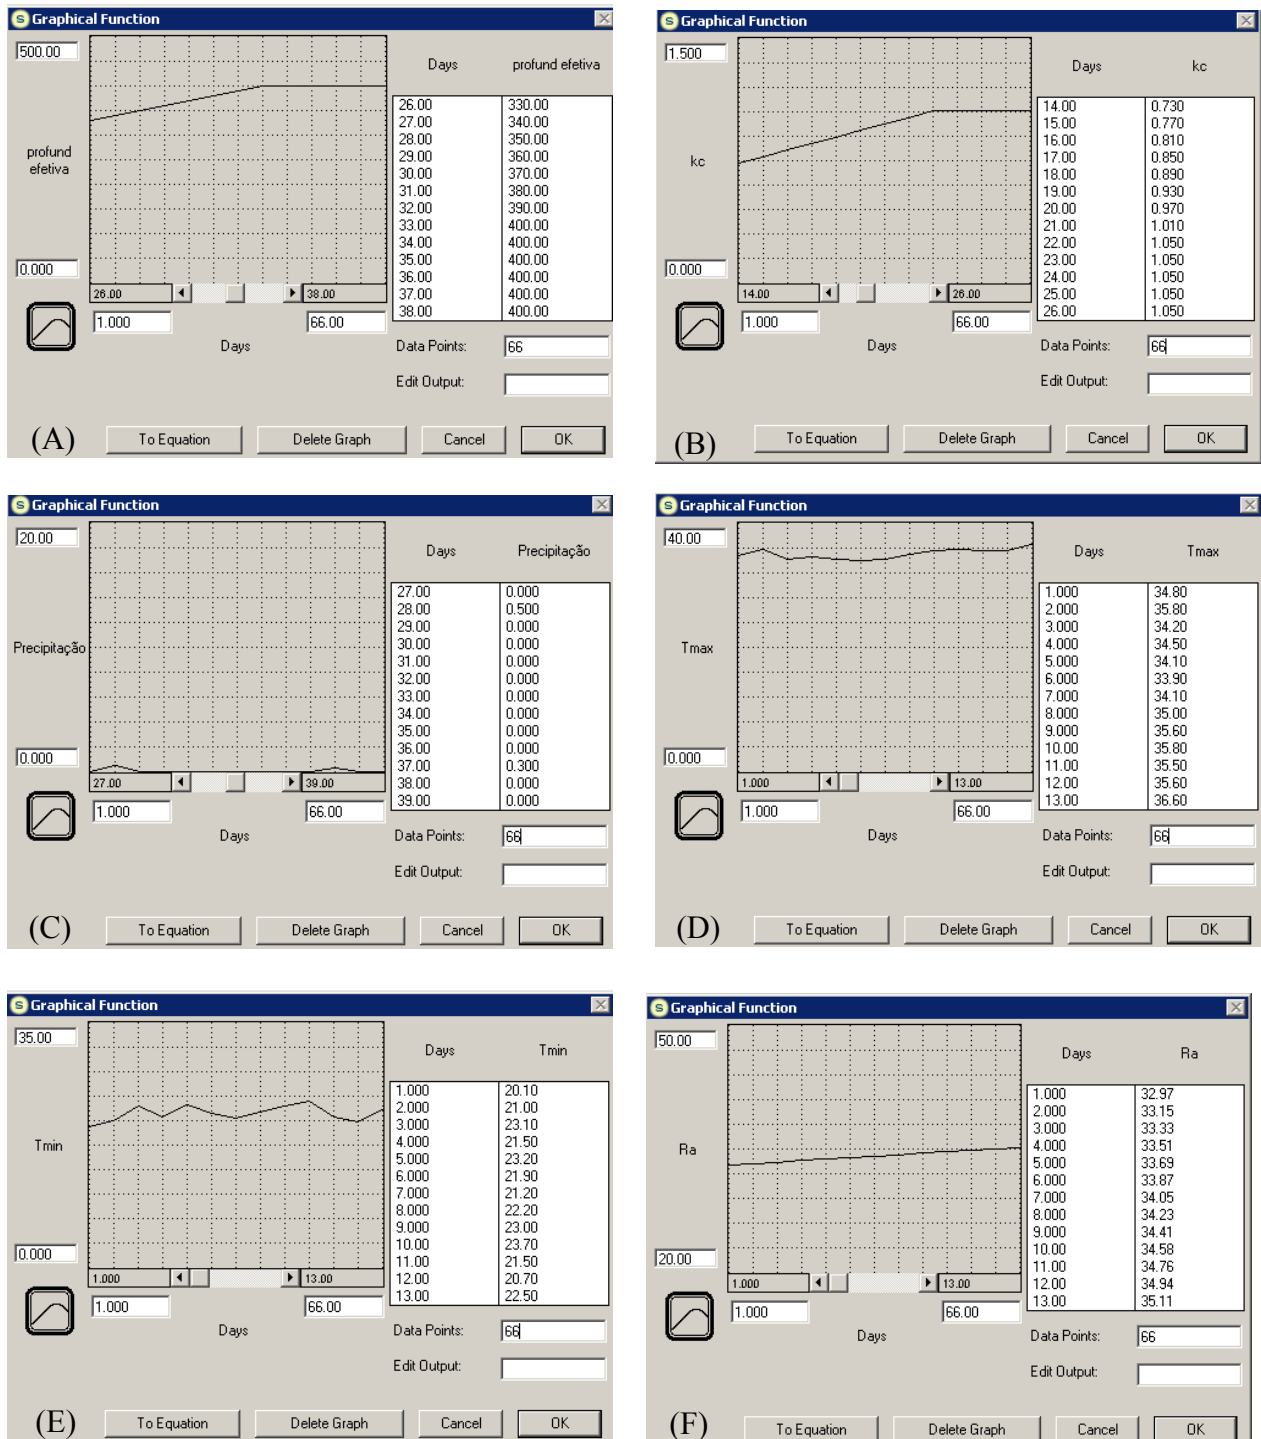 Graphical Function
500.00
Days profund efetiva
26.00 330.00
27.00 340.00
28.00 350.00
29.00 360.00
30.00 370.00
31.00 380.00
32.00 390.00
33.00 400.00
34.00 400.00
35.00 400.00
36.00 400.00
37.00 400.00
38.00 400.00
profund
efetiva
0.000
26.00 38.00
1.000 66.00
Days
Data Points: 66
Edit Output:
(A) To Equation Delete Graph Cancel OK
Graphical Function
1.500
Days kc
14.00 0.730
15.00 0.770
16.00 0.810
17.00 0.850
18.00 0.890
19.00 0.930
20.00 0.970
21.00 1.010
22.00 1.050
23.00 1.050
24.00 1.050
25.00 1.050
26.00 1.050
kc
0.000
14.00 26.00
1.000 66.00
Days
Data Points: 66
Edit Output:
(B) To Equation Delete Graph Cancel OK
Graphical Function
20.00
Days Precipitação
27.00 0.000
28.00 0.500
29.00 0.000
30.00 0.000
31.00 0.000
32.00 0.000
33.00 0.000
34.00 0.000
35.00 0.000
36.00 0.000
37.00 0.300
38.00 0.000
39.00 0.000
Precipitação
0.000
27.00 39.00
1.000 66.00
Days
Data Points: 66
Edit Output:
(C) To Equation Delete Graph Cancel OK
Graphical Function
40.00
Days Tmax
1.000 34.80
2.000 35.80
3.000 34.20
4.000 34.50
5.000 34.10
6.000 33.90
7.000 34.10
8.000 35.00
9.000 35.60
10.00 35.80
11.00 35.50
12.00 35.60
13.00 36.60
Tmax
0.000
1.000 13.00
1.000 66.00
Days
Data Points: 66
Edit Output:
(D) To Equation Delete Graph Cancel OK
Graphical Function
35.00
Days Tmin
1.000 20.10
2.000 21.00
3.000 23.10
4.000 21.50
5.000 23.20
6.000 21.90
7.000 21.20
8.000 22.20
9.000 23.00
10.00 23.70
11.00 21.50
12.00 20.70
13.00 22.50
Tmin
0.000
1.000 13.00
1.000 66.00
Days
Data Points: 66
Edit Output:
(E) To Equation Delete Graph Cancel OK
Graphical Function
50.00
Days Ra
1.000 32.97
2.000 33.15
3.000 33.33
4.000 33.51
5.000 33.69
6.000 33.87
7.000 34.05
8.000 34.23
9.000 34.41
10.00 34.58
11.00 34.76
12.00 34.94
13.00 35.11
Ra
20.00
1.000 13.00
1.000 66.00
Days
Data Points: 66
Edit Output:
(F) To Equation Delete Graph Cancel OK